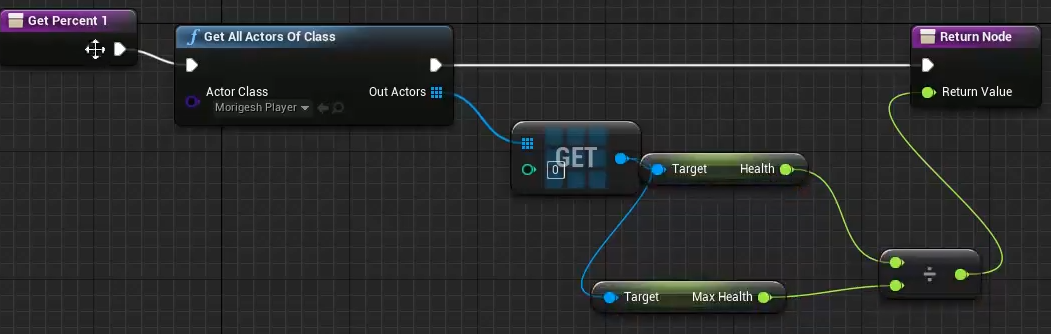 Get Percent 1
f Get All Actors Of Class
Return Node
Actor Class
Out Actors
Return Value
Morigesh Player
GET
0
Target
Health
÷
Target
Max Health